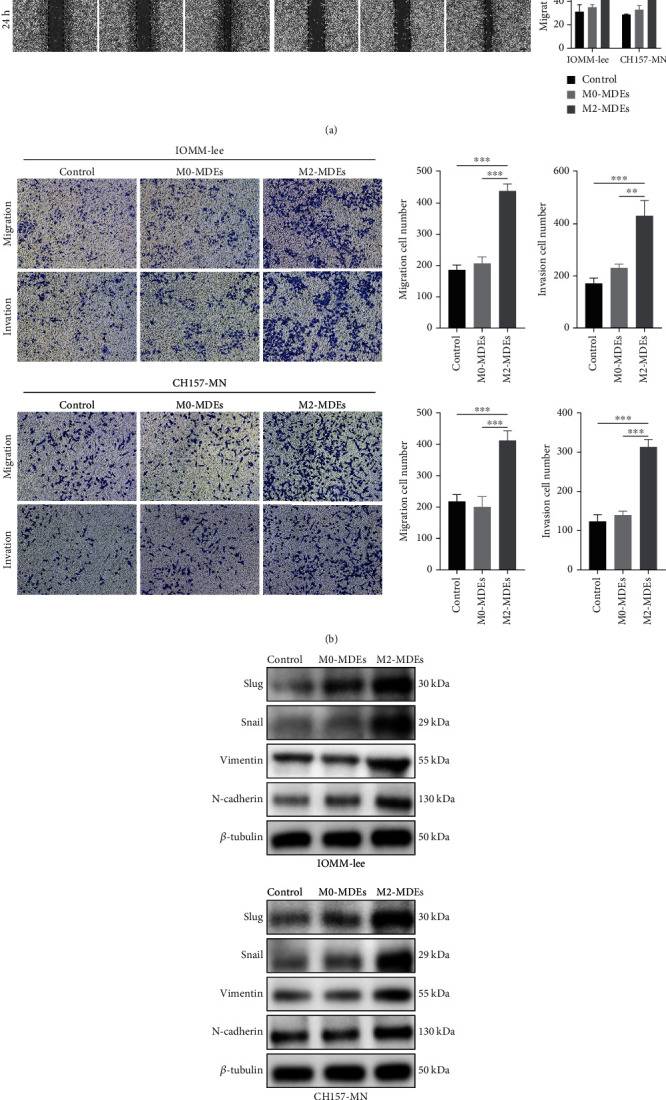 24 h
40
20
0
IOMM-lee CH157-MN
Control
M0-MDEs
M2-MDEs
(a)
IOMM-lee
Control M0-MDEs M2-MDEs
Migration
Invation
Migration cell number
500
400
300
200
100
0
***
***
Control
M0-MDEs
M2-MDEs
Invasion cell number
600
400
200
0
***
**
Control
M0-MDEs
M2-MDEs
CH157-MN
Control M0-MDEs M2-MDEs
Migration
Invation
Migration cell number
500
400
300
200
100
0
***
***
Control
M0-MDEs
M2-MDEs
Invasion cell number
400
300
200
100
0
***
***
Control
M0-MDEs
M2-MDEs
(b)
Control M0-MDEs M2-MDEs
Slug 30 kDa
Snail 29 kDa
Vimentin 55 kDa
N-cadherin 130 kDa
β-tubulin 50 kDa
IOMM-lee
Control M0-MDEs M2-MDEs
Slug 30 kDa
Snail 29 kDa
Vimentin 55 kDa
N-cadherin 130 kDa
β-tubulin 50 kDa
CH157-MN